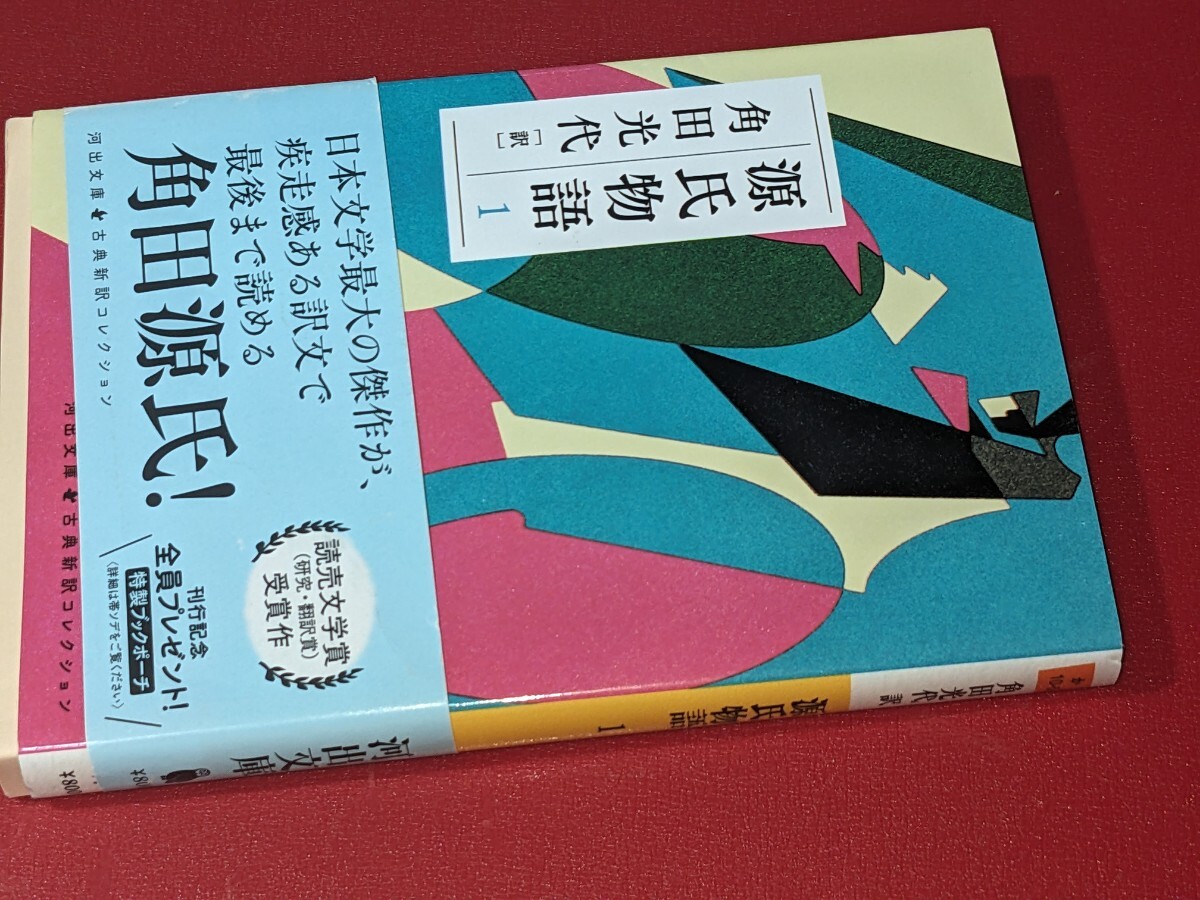 源氏物語
1
角田光代
[訳]
日本文学最大の傑作が、
疾走感ある訳文で
最後まで読める
角田源氏!
河出文庫 古典新訳コレクション
読売文学賞
(研究・翻訳賞)
受賞作
刊行記念
全員プレゼント!
特製ブックポーチ
〈詳細は帯ソデをご覧ください〉
河出文庫 古典新訳コレクション
角田光代 訳
源氏物語
1
河出文庫
¥80
¥800